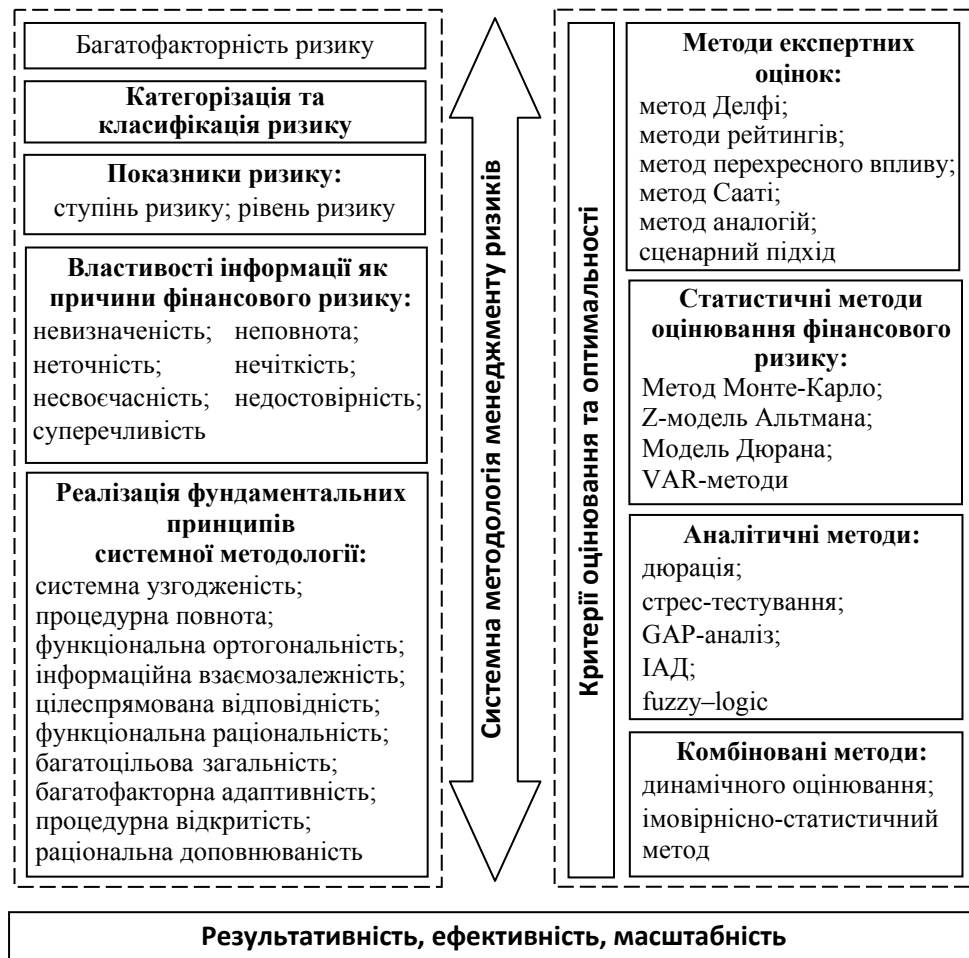 Багатофакторність ризику
Категорізація та
класифікація ризику
Показники ризику:
ступінь ризику; рівень ризику
Властивості інформації як
причини фінансового ризику:
невизначеність; неповнота;
неточність; нечіткість;
несвоєчасність; недостовірність;
суперечливість
Реалізація фундаментальних
принципів
системної методології:
системна узгодженість;
процедурна повнота;
функціональна ортогональність;
інформаційна взаємозалежність;
цілеспрямована відповідність;
функціональна раціональність;
багатоцільова загальність;
багатофакторна адаптивність;
процедурна відкритість;
раціональна доповнюваність
Системна методологія менеджменту ризиків
Критерії оцінювання та оптимальності
Методи експертних
оцінок:
метод Делфі;
методи рейтингів;
метод перехресного впливу;
метод Сааті;
метод аналогій;
сценарний підхід
Статистичні методи
оцінювання фінансового
ризику:
Метод Монте-Карло;
Z-модель Альтмана;
Модель Дюрана;
VAR-методи
Аналітичні методи:
дюрація;
стрес-тестування;
GAP-аналіз;
ІАД;
fuzzy–logic
Комбіновані методи:
динамічного оцінювання;
імовірнісно-статистичний
метод
Результативність, ефективність, масштабність